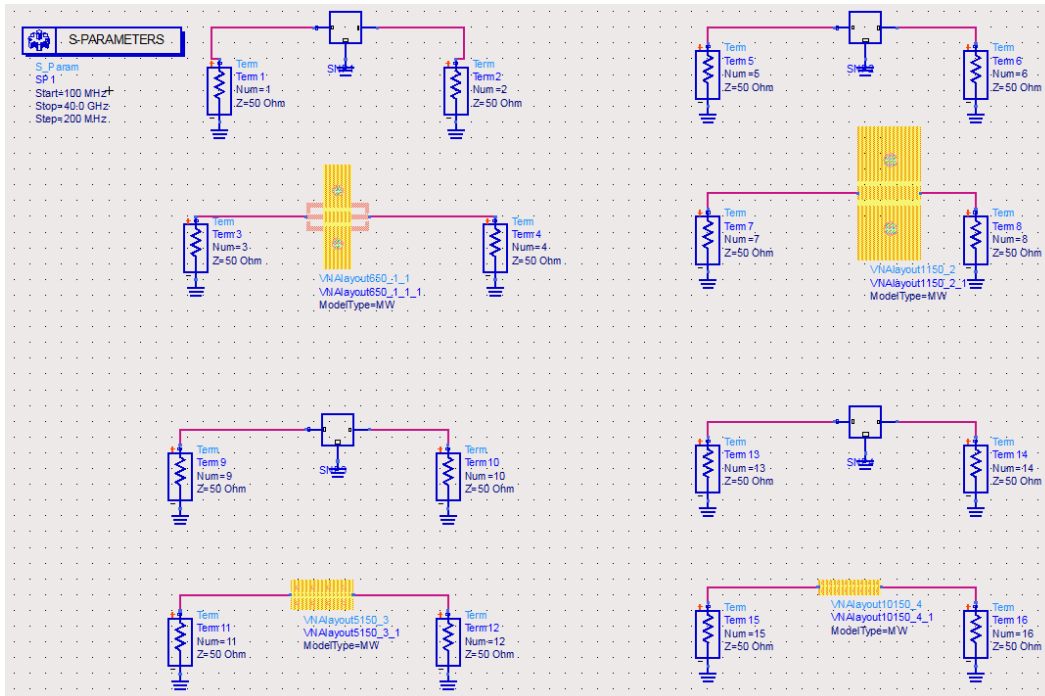 S-PARAMETERS
S_Param
SP1
Start=100 MHz
Stop=40.0 GHz
Step=200 MHz
Term
Term1
Num=1
Z=50 Ohm
SNP1
Term
Term2
Num=2
Z=50 Ohm
Term
Term5
Num=5
Z=50 Ohm
SNP2
Term
Term6
Num=6
Z=50 Ohm
Term
Term3
Num=3
Z=50 Ohm
VNAlayout650_1_1
VNAlayout650_1_1_1
ModelType=MW
Term
Term4
Num=4
Z=50 Ohm
Term
Term7
Num=7
Z=50 Ohm
VNAlayout1150_2
VNAlayout1150_2_1
ModelType=MW
Term
Term8
Num=8
Z=50 Ohm
Term
Term9
Num=9
Z=50 Ohm
SNP3
Term
Term10
Num=10
Z=50 Ohm
Term
Term13
Num=13
Z=50 Ohm
SNP4
Term
Term14
Num=14
Z=50 Ohm
Term
Term11
Num=11
Z=50 Ohm
VNAlayout5150_3
VNAlayout5150_3_1
ModelType=MW
Term
Term12
Num=12
Z=50 Ohm
Term
Term15
Num=15
Z=50 Ohm
VNAlayout10150_4
VNAlayout10150_4_1
ModelType=MW
Term
Term16
Num=16
Z=50 Ohm